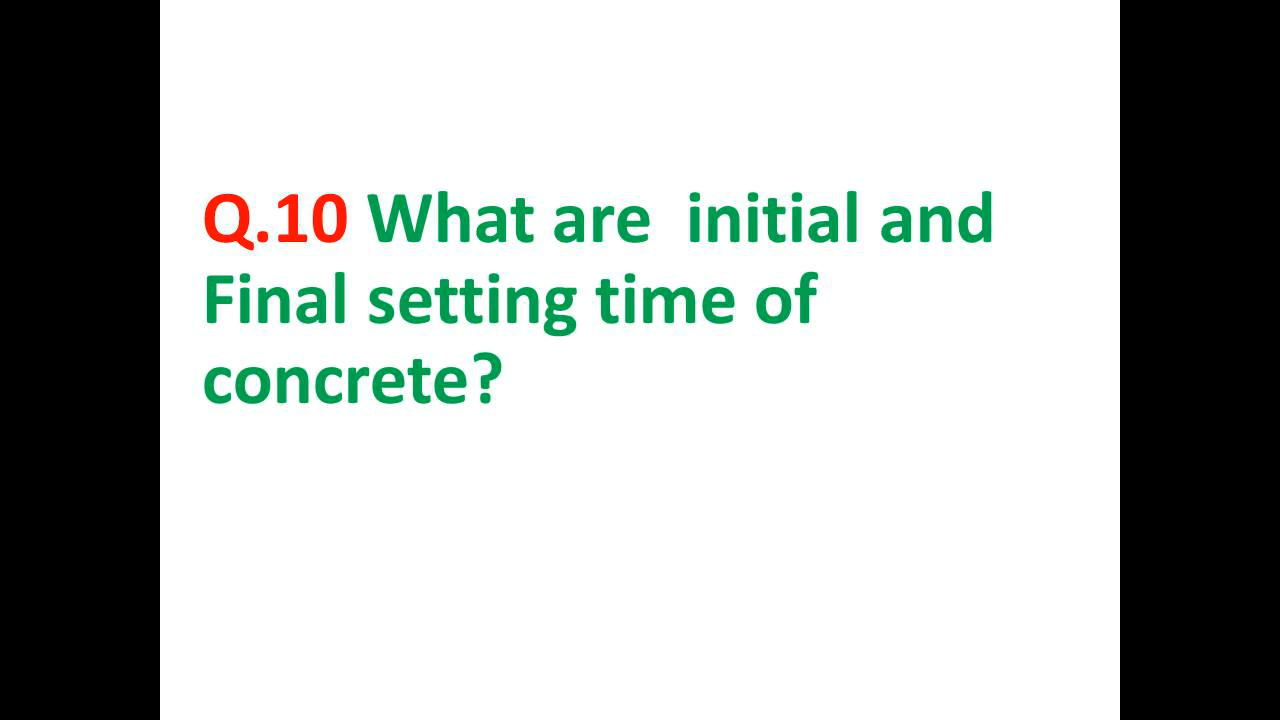 Q.10 What are  initial and
Final setting time of
concrete?